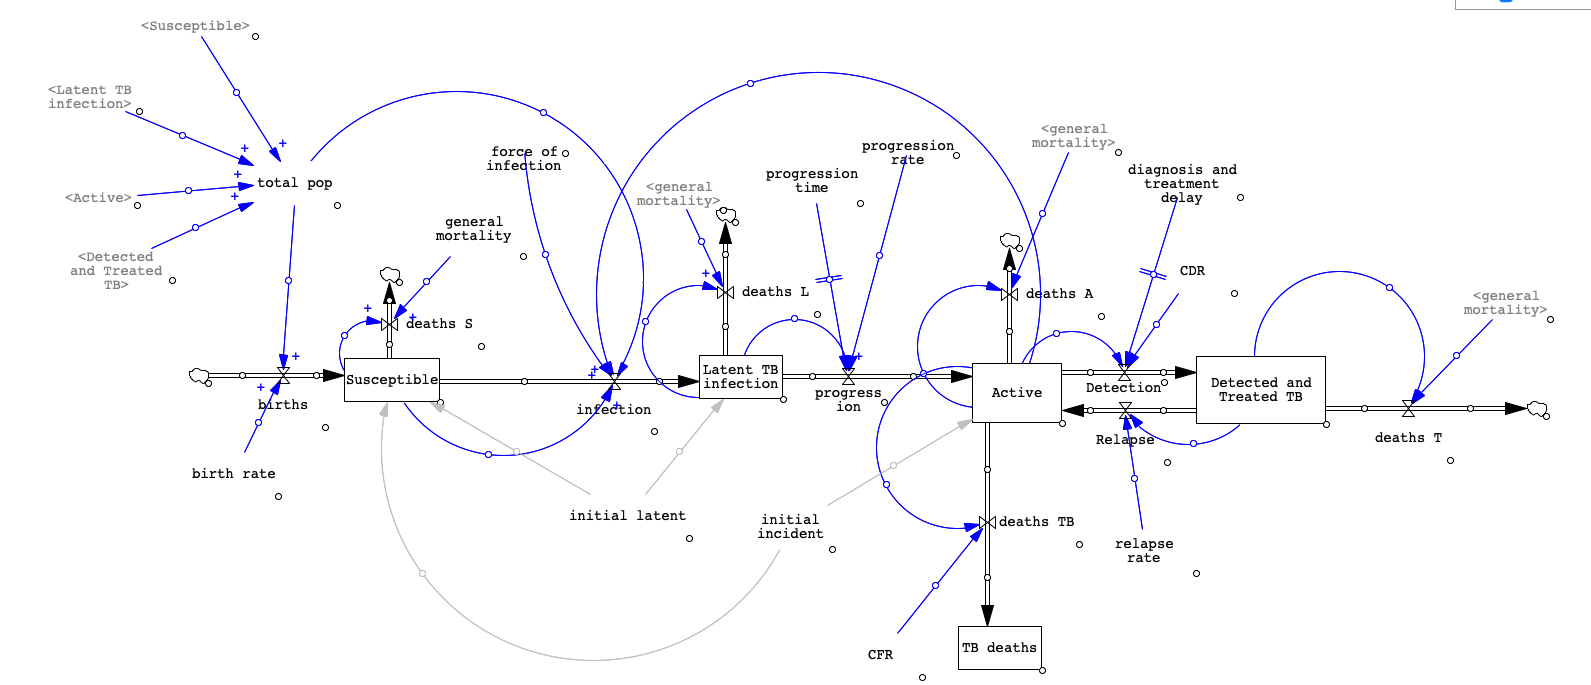 <Susceptible>
<Latent TB
infection>
<Active>
<Detected
and Treated
TB>
total pop
general
mortality
force of
infection
<general
mortality>
progression
time
progression
rate
<general
mortality>
diagnosis and
treatment
delay
CDR
<general
mortality>
deaths S
deaths L
deaths A
births
birth rate
Susceptible
infection
Latent TB
infection
progress
ion
Active
Detection
Relapse
Detected and
Treated TB
deaths T
initial latent
initial
incident
deaths TB
relapse
rate
CFR
TB deaths